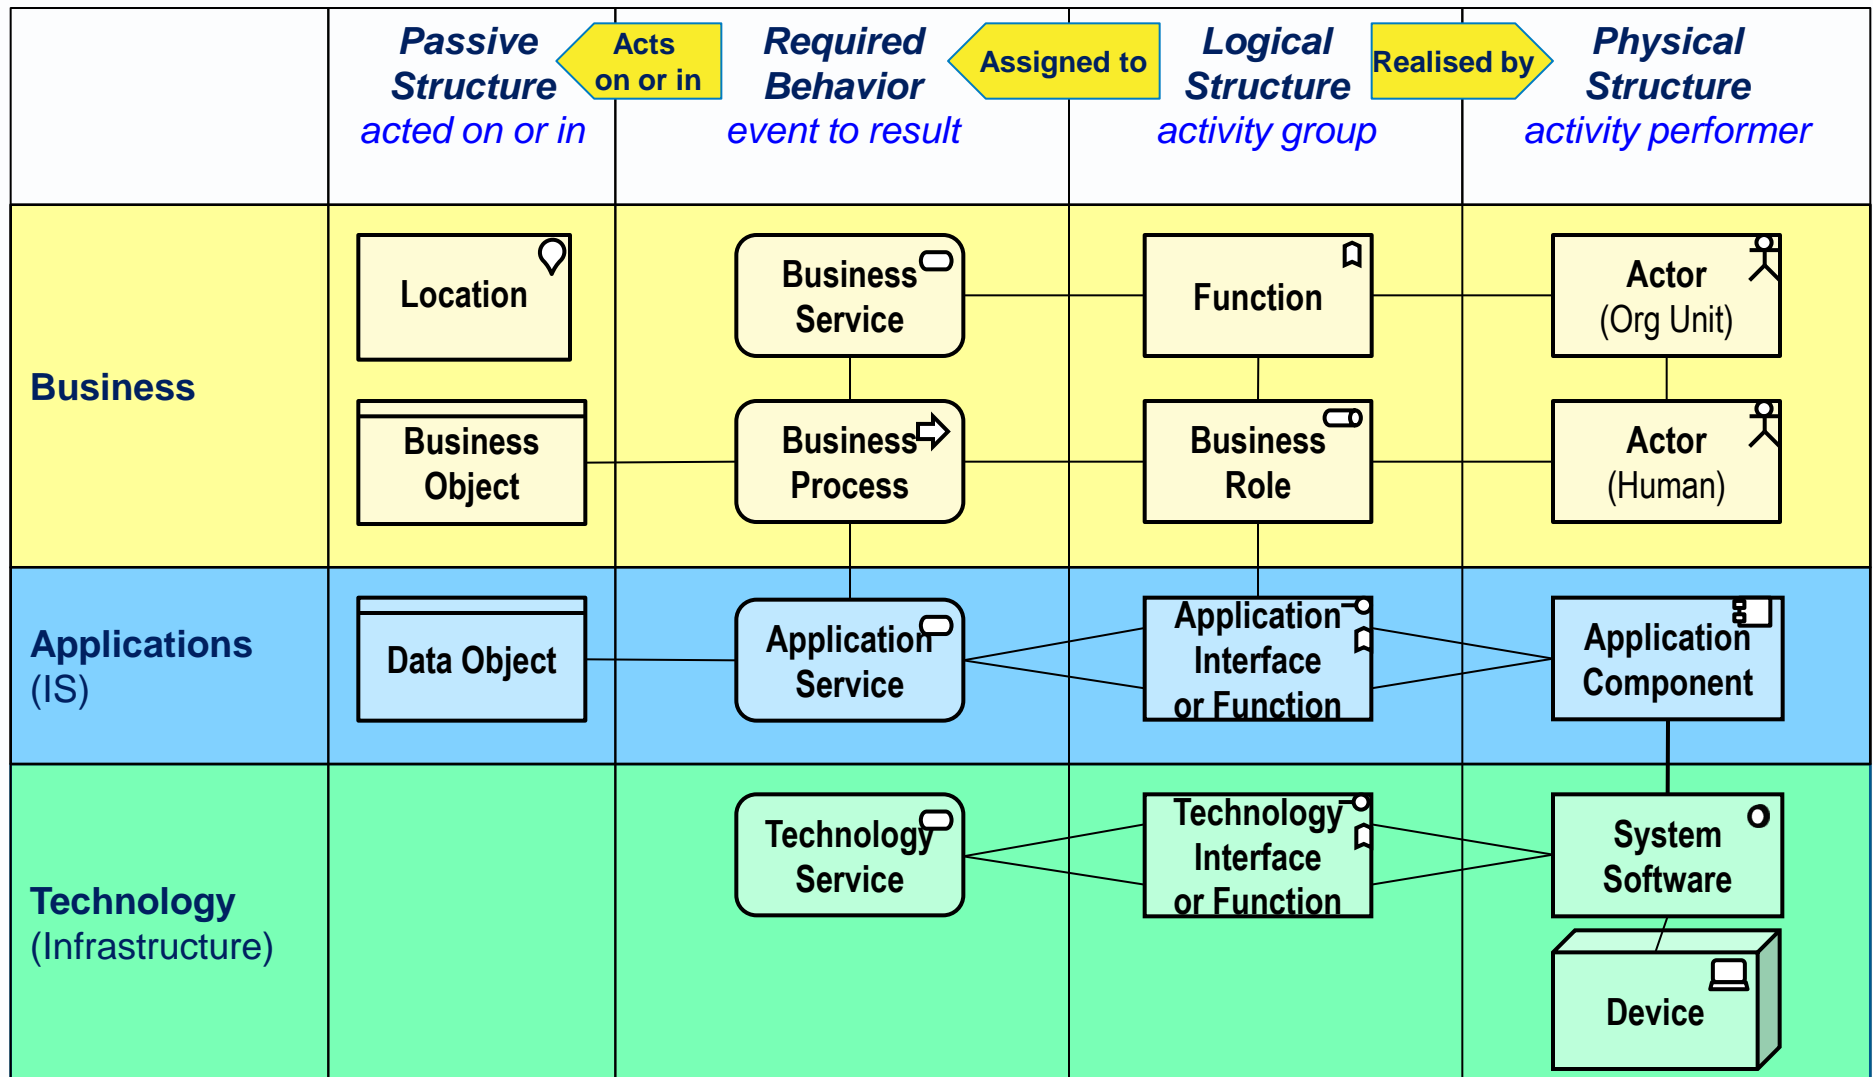 Passive
Structure
acted on or in
Acts
on or in
Required
Behavior
event to result
Assigned to
Logical
Structure
activity group
Realised by
Physical
Structure
activity performer
Business
Location
Business
Service
Function
Actor
(Org Unit)
Business
Object
Business
Process
Business
Role
Actor
(Human)
Applications
(IS)
Data Object
Application
Service
Application
Interface
or Function
Application
Component
Technology
(Infrastructure)
Technology
Service
Technology
Interface
or Function
System
Software
Device